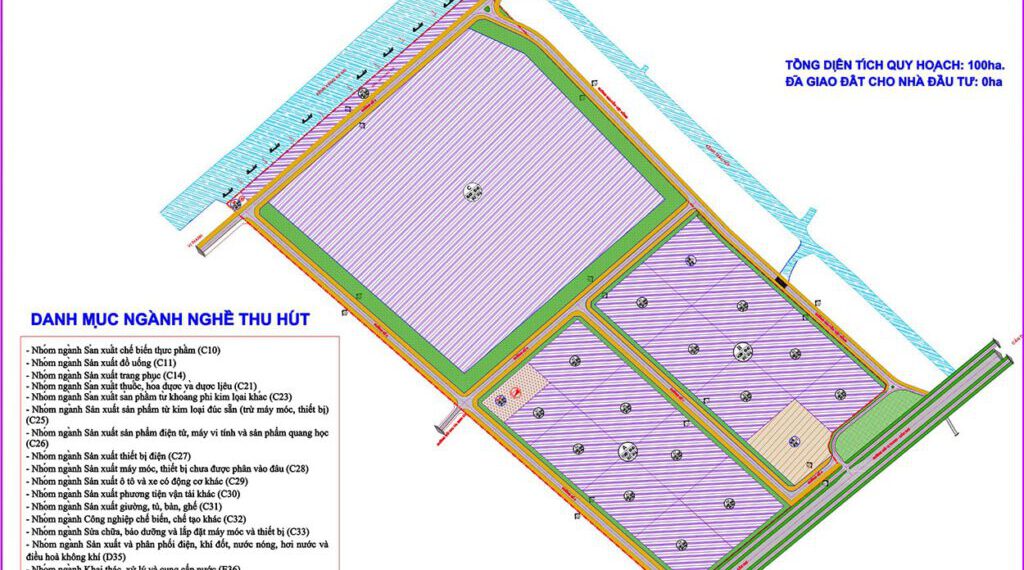 TỔNG DIỆN TÍCH QUY HOẠCH: 100ha.
ĐÃ GIAO ĐẤT CHO NHÀ ĐẦU TƯ: 0ha
DANH MỤC NGÀNH NGHỀ THU HÚT
- Nhóm ngành Sản xuất chế biến thực phẩm (C10)
- Nhóm ngành Sản xuất đồ uống (C11)
- Nhóm ngành Sản xuất trang phục (C14)
- Nhóm ngành Sản xuất thuốc, hóa dược và dược liệu (C21)
- Nhóm ngành Sản xuất sản phẩm từ khoáng phi kim loại khác (C23)
- Nhóm ngành Sản xuất sản phẩm từ kim loại đúc sẵn (trừ máy móc, thiết bị)
(C25)
- Nhóm ngành Sản xuất sản phẩm điện tử, máy vi tính và sản phẩm quang học
(C26)
- Nhóm ngành Sản xuất thiết bị điện (C27)
- Nhóm ngành Sản xuất máy móc, thiết bị chưa được phân vào đâu (C28)
- Nhóm ngành Sản xuất ô tô và xe có động cơ khác (C29)
- Nhóm ngành Sản xuất phương tiện vận tải khác (C30)
- Nhóm ngành Sản xuất giường, tủ, bàn, ghế (C31)
- Nhóm ngành Công nghiệp chế biến, chế tạo khác (C32)
- Nhóm ngành Sửa chữa, bảo dưỡng và lắp đặt máy móc và thiết bị (C33)
- Nhóm ngành Sản xuất và phân phối điện, khí đốt, nước nóng, hơi nước và
điều hoà không khí (D35)
- Nhóm ngành Khai thác, xử lý và cung cấp nước (E36)